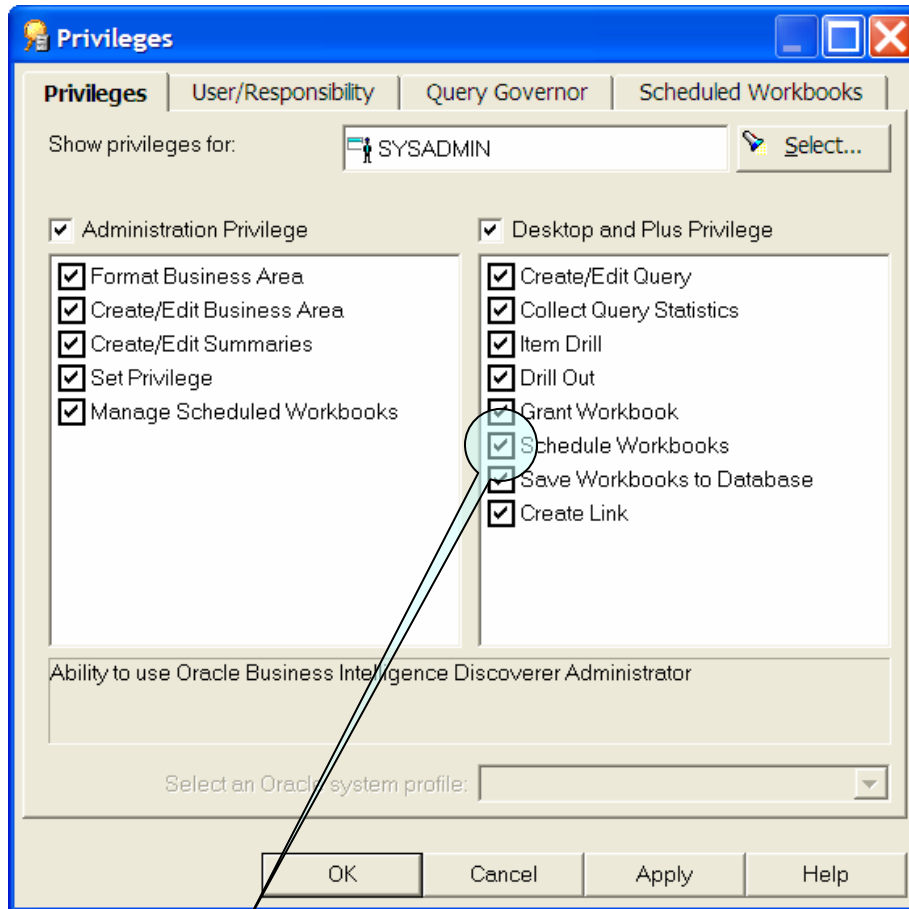 Privileges
Privileges User/Responsibility Query Governor Scheduled Workbooks
Show privileges for: SYSADMIN Select...
Administration Privilege
Format Business Area
Create/Edit Business Area
Create/Edit Summaries
Set Privilege
Manage Scheduled Workbooks
Desktop and Plus Privilege
Create/Edit Query
Collect Query Statistics
Item Drill
Drill Out
Grant Workbook
Schedule Workbooks
Save Workbooks to Database
Create Link
Ability to use Oracle Business Intelligence Discoverer Administrator
Select an Oracle system profile:
OK Cancel Apply Help